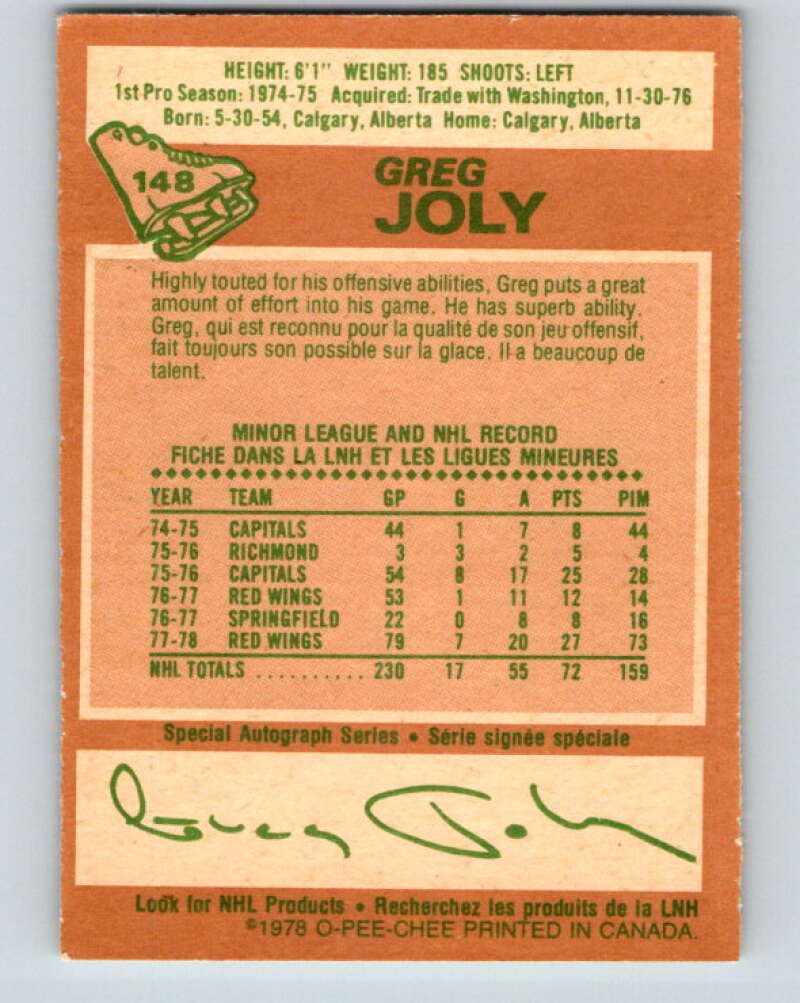 HEIGHT: 6'1" WEIGHT: 185 SHOOTS: LEFT
1st Pro Season: 1974-75 Acquired: Trade with Washington, 11-30-76
Born: 5-30-54, Calgary, Alberta Home: Calgary, Alberta
148
GREG
JOLY
Highly touted for his offensive abilities, Greg puts a great
amount of effort into his game. He has superb ability.
Greg, qui est reconnu pour la qualité de son jeu offensif,
fait toujours son possible sur la glace. Il a beaucoup de
talent.
MINOR LEAGUE AND NHL RECORD
FICHE DANS LA LNH ET LES LIGUES MINEURES
YEAR TEAM GP G A PTS PIM
74-75 CAPITALS 44 1 7 8 44
75-76 RICHMOND 3 3 2 5 4
75-76 CAPITALS 54 8 17 25 28
76-77 RED WINGS 53 1 11 12 14
76-77 SPRINGFIELD 22 0 8 8 16
77-78 RED WINGS 79 7 20 27 73
NHL TOTALS .......... 230 17 55 72 159
Special Autograph Series • Série signée spéciale
Greg Joly
Look for NHL Products • Recherchez les produits de la LNH
©1978 O-PEE-CHEE PRINTED IN CANADA.